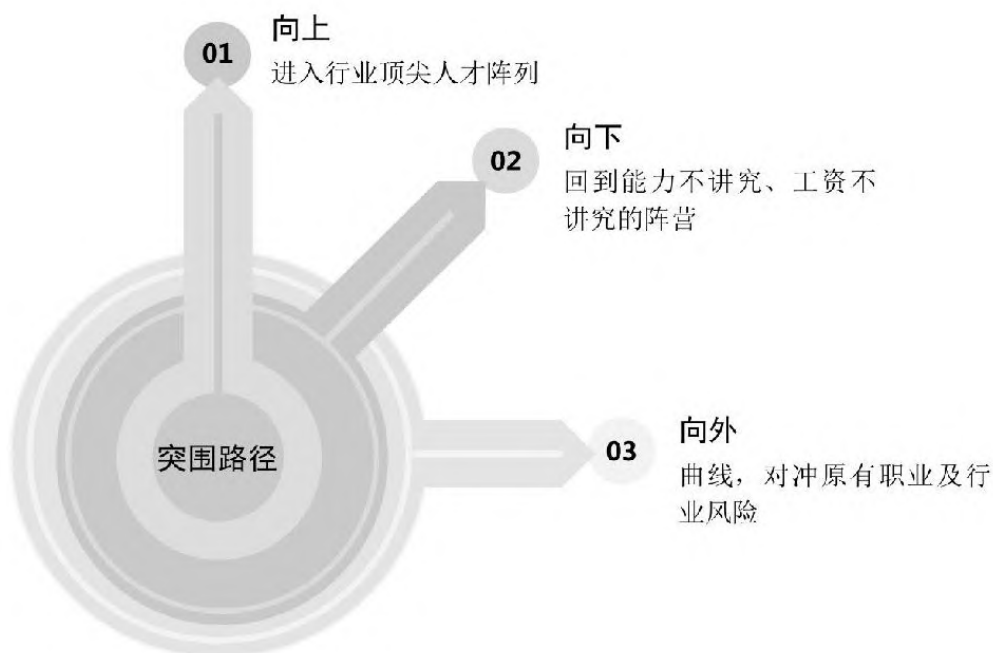 01
向上
进入行业顶尖人才阵列
02
向下
回到能力不讲究、工资不
讲究的阵营
突围路径
03
向外
曲线，对冲原有职业及行
业风险